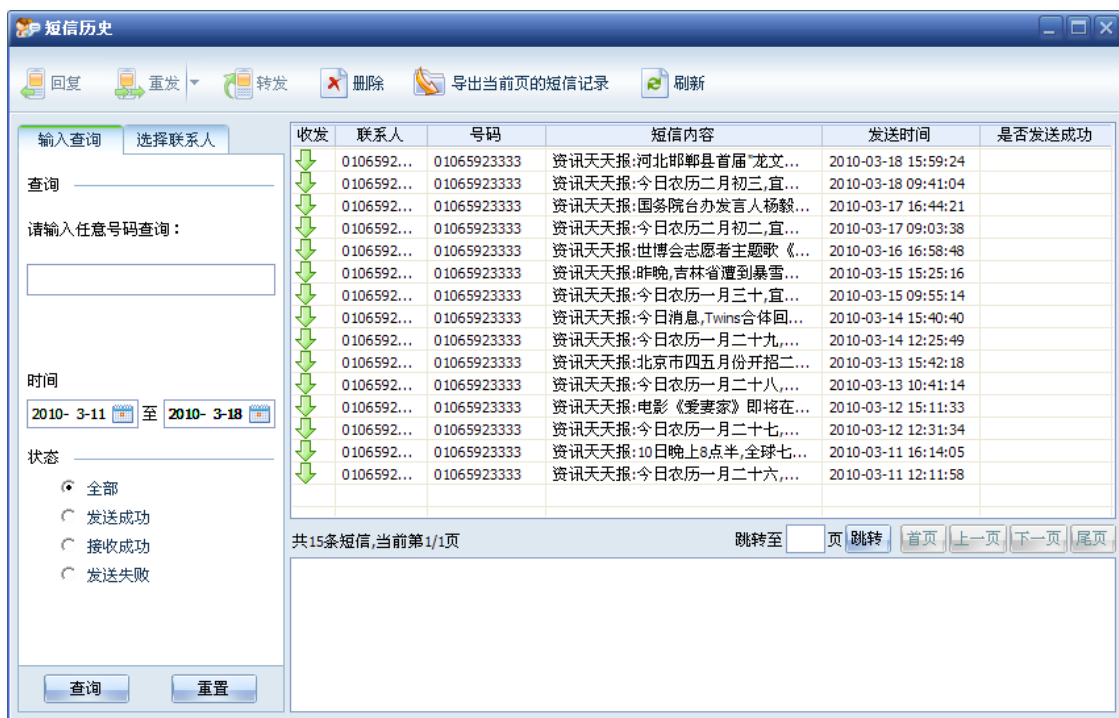 短信历史
回复 重发 转发 删除 导出当前页的短信记录 刷新
输入查询 选择联系人
查询
请输入任意号码查询：
时间
2010- 3-11 至 2010- 3-18
状态
全部
发送成功
接收成功
发送失败
查询 重置
收发 联系人 号码 短信内容 发送时间 是否发送成功
0106592... 01065923333 资讯天天报:河北邯郸县首届"龙文... 2010-03-18 15:59:24
0106592... 01065923333 资讯天天报:今日农历二月初三,宜... 2010-03-18 09:41:04
0106592... 01065923333 资讯天天报:国务院台办发言人杨毅... 2010-03-17 16:44:21
0106592... 01065923333 资讯天天报:今日农历二月初二,宜... 2010-03-17 09:03:38
0106592... 01065923333 资讯天天报:世博会志愿者主题歌《... 2010-03-16 16:58:48
0106592... 01065923333 资讯天天报:昨晚,吉林省遭到暴雪... 2010-03-15 15:25:16
0106592... 01065923333 资讯天天报:今日农历一月三十,宜... 2010-03-15 09:55:14
0106592... 01065923333 资讯天天报:今日消息,Twins合体回... 2010-03-14 15:40:40
0106592... 01065923333 资讯天天报:今日农历一月二十九,... 2010-03-14 12:25:49
0106592... 01065923333 资讯天天报:北京市四五月份开招二... 2010-03-13 15:42:18
0106592... 01065923333 资讯天天报:今日农历一月二十八,... 2010-03-13 10:41:14
0106592... 01065923333 资讯天天报:电影《爱妻家》即将在... 2010-03-12 15:11:33
0106592... 01065923333 资讯天天报:今日农历一月二十七,... 2010-03-12 12:31:34
0106592... 01065923333 资讯天天报:10日晚上8点半,全球七... 2010-03-11 16:14:05
0106592... 01065923333 资讯天天报:今日农历一月二十六,... 2010-03-11 12:11:58
共15条短信,当前第1/1页 跳转至 页 跳转 首页 上一页 下一页 尾页